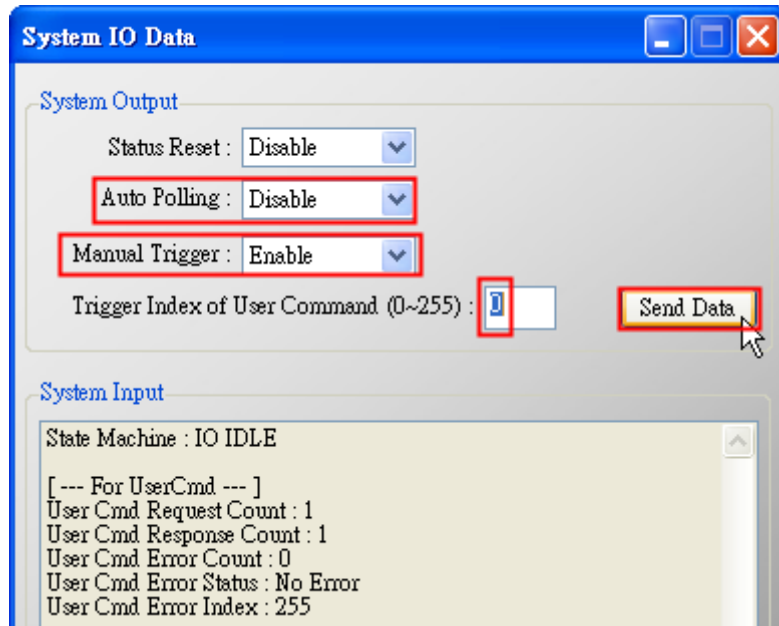 System IO Data
System Output
Status Reset : Disable
Auto Polling : Disable
Manual Trigger : Enable
Trigger Index of User Command (0~255) : 0 Send Data
System Input
State Machine : IO IDLE
[ --- For UserCmd --- ]
User Cmd Request Count : 1
User Cmd Response Count : 1
User Cmd Error Count : 0
User Cmd Error Status : No Error
User Cmd Error Index : 255